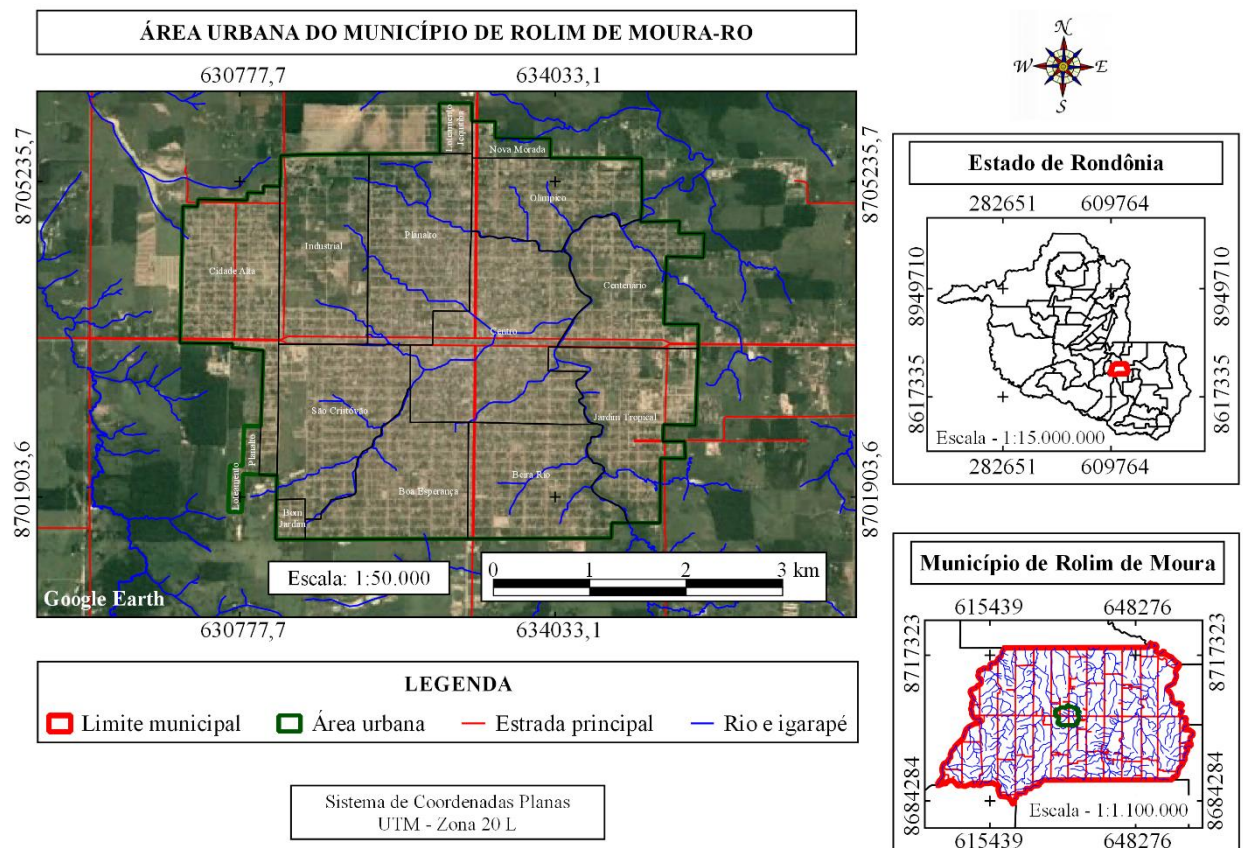 ÁREA URBANA DO MUNICÍPIO DE ROLIM DE MOURA-RO
630777,7 634033,1
8705235,7
8701903,6
8705235,7
8701903,6
Loteamento
Jequitibá
Nova Morada
Olímpico
Planalto
Industrial
Cidade Alta
Centenário
Centro
São Cristóvão
Jardim Tropical
Loteamento
Planalto
Beira Rio
Boa Esperança
Bom
Jardim
Escala: 1:50.000
0 1 2 3 km
Google Earth
630777,7 634033,1
LEGENDA
Limite municipal Área urbana Estrada principal Rio e igarapé
Sistema de Coordenadas Planas
UTM - Zona 20 L
N
W E
S
Estado de Rondônia
282651 609764
8949710
8617335
8949710
8617335
Escala - 1:15.000.000
282651 609764
Município de Rolim de Moura
615439 648276
8717323
8684284
8717323
8684284
Escala - 1:1.100.000
615439 648276